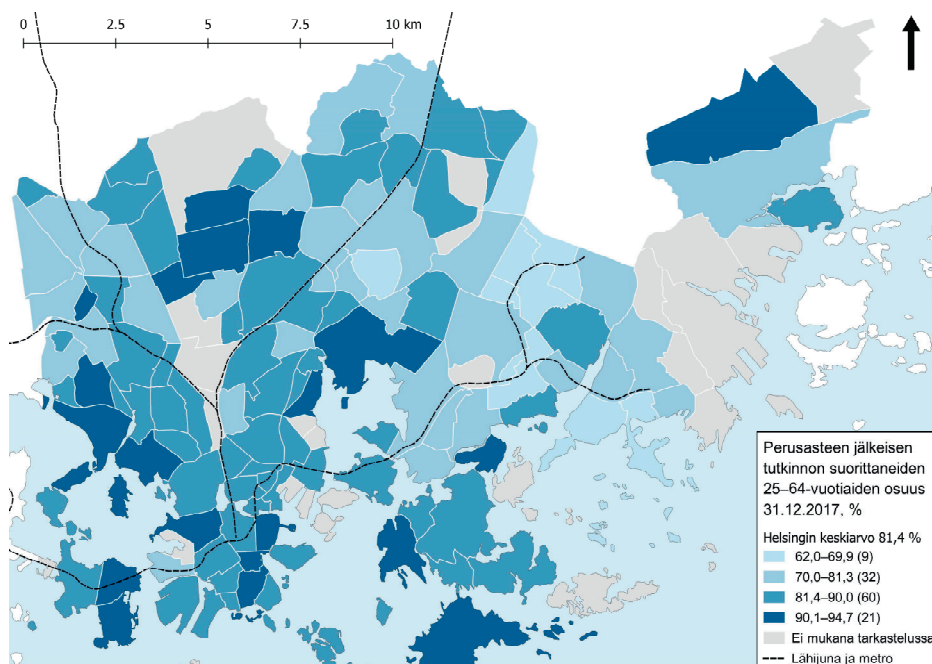 0 2.5 5 7.5 10 km
Perusasteen jälkeisen
tutkinnon suorittaneiden
25–64-vuotiaiden osuus
31.12.2017, %
Helsingin keskiarvo 81,4 %
62,0–69,9 (9)
70,0–81,3 (32)
81,4–90,0 (60)
90,1–94,7 (21)
Ei mukana tarkastelussa
Lähijuna ja metro